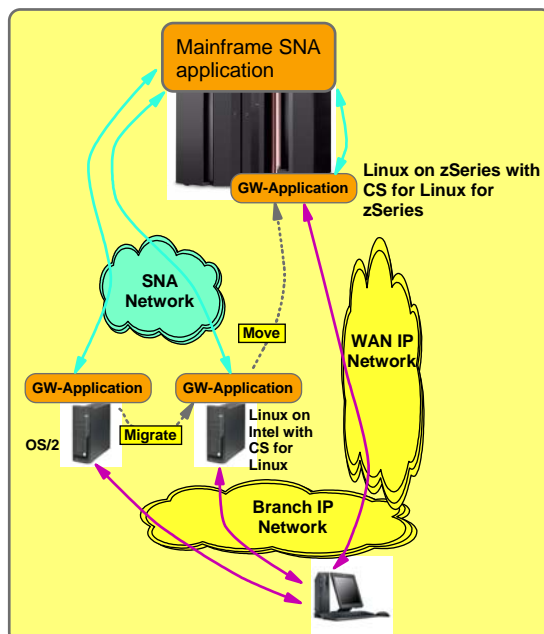 Mainframe SNA
application
GW-Application
Linux on zSeries with
CS for Linux for
zSeries
SNA
Network
Move
WAN IP
Network
GW-Application
GW-Application
OS/2
Migrate
Linux on
Intel with
CS for
Linux
Branch IP
Network